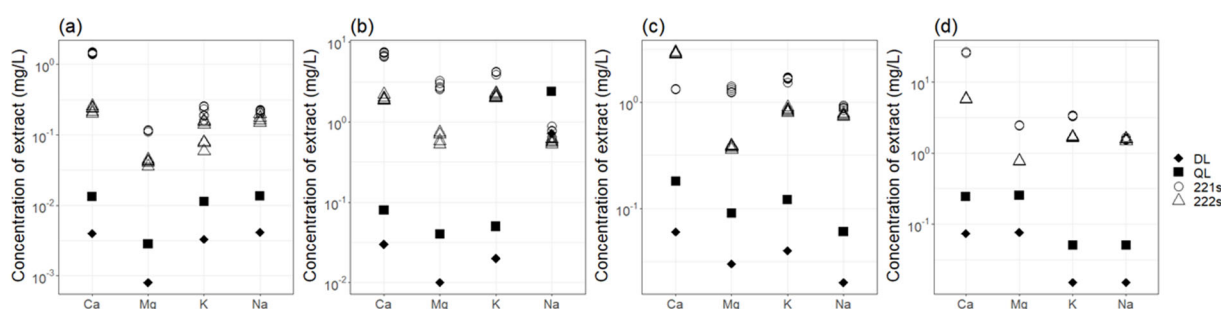 (a) (b) (c) (d)
Concentration of extract (mg/L)
10⁰
10⁻¹
10⁻²
10⁻³
Ca Mg K Na
Concentration of extract (mg/L)
10¹
10⁰
10⁻¹
10⁻²
Ca Mg K Na
Concentration of extract (mg/L)
10⁰
10⁻¹
Ca Mg K Na
Concentration of extract (mg/L)
10¹
10⁰
10⁻¹
Ca Mg K Na
DL
QL
221s
222s